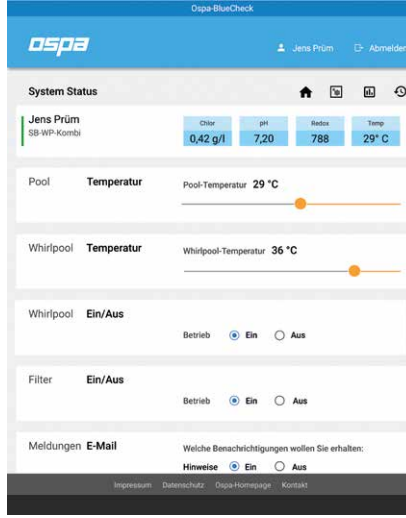 Ospa-BlueCheck
ospa
Jens Prüm Abmelden
System Status
Jens Prüm
SB-WP-Kombi
Chlor pH Redox Temp
0,42 g/l 7,20 788 29° C
Pool Temperatur Pool-Temperatur 29 °C
Whirlpool Temperatur Whirlpool-Temperatur 36 °C
Whirlpool Ein/Aus
Betrieb Ein Aus
Filter Ein/Aus
Betrieb Ein Aus
Meldungen E-Mail Welche Benachrichtigungen wollen Sie erhalten:
Hinweise Ein Aus
Impressum Datenschutz Ospa-Homepage Kontakt